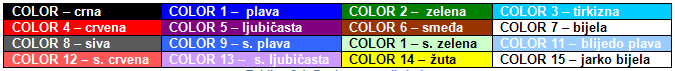 COLOR – crna COLOR 1 – plava COLOR 2 – zelena COLOR 3 – tirkizna
COLOR 4 – crvena COLOR 5 – ljubičasta COLOR 6 – smeđa COLOR 7 – bijela
COLOR 8 – siva COLOR 9 – s. plava COLOR 1 – s. zelena COLOR 11 – blijedo plava
COLOR 12 – s. crvena COLOR 13 – s. ljubičasta COLOR 14 – žuta COLOR 15 – jarko bijela